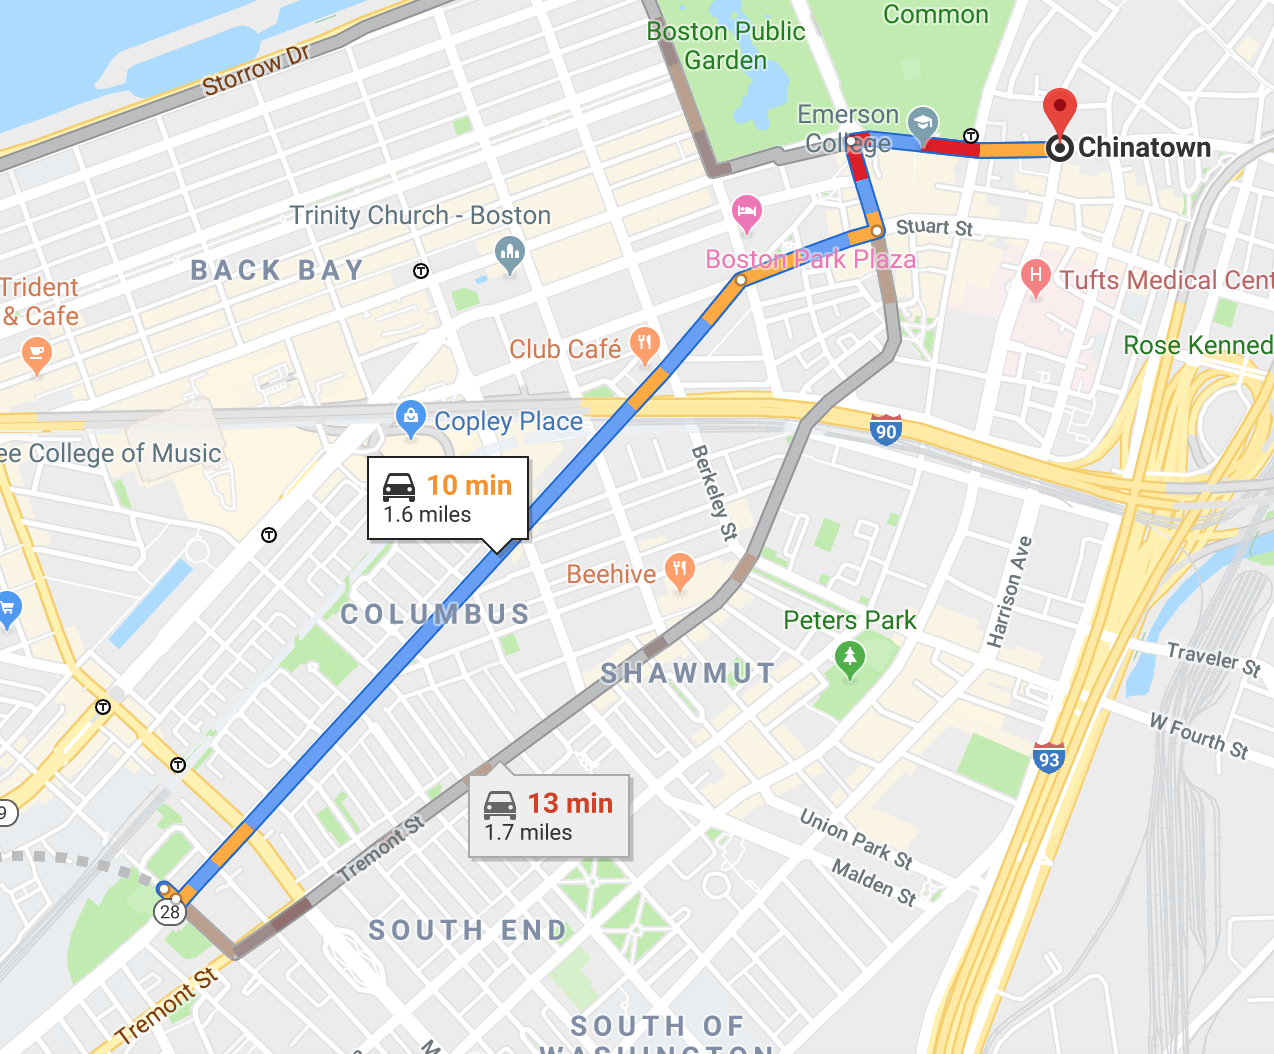 Common
Boston Public
Garden
Storrow Dr
Emerson
College
T
Chinatown
Trinity Church - Boston
Stuart St
BACK BAY
T
Boston Park Plaza
H
Tufts Medical Cent
Trident
& Cafe
Club Café
Rose Kenned
Copley Place
90
ee College of Music
Berkeley St
10 min
1.6 miles
T
Harrison Ave
Beehive
COLUMBUS
Peters Park
Traveler St
SHAWMUT
T
W Fourth St
T
93
13 min
1.7 miles
9
Tremont St
Union Park St
Malden St
28
SOUTH END
Tremont St
SOUTH OF
WASHINGTON